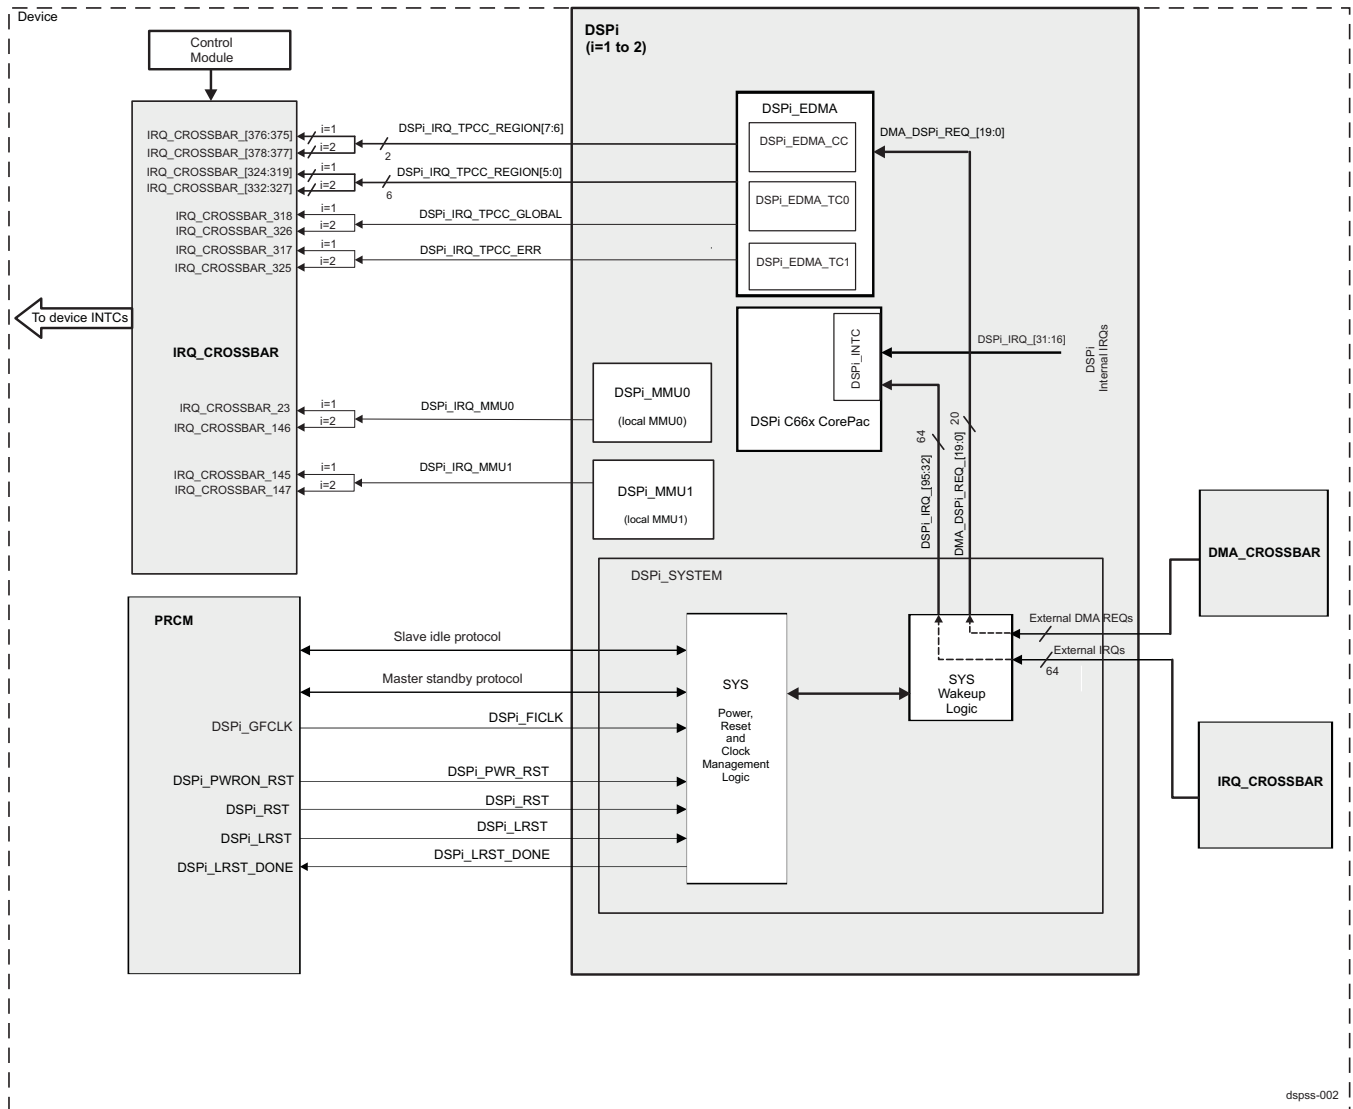 Device
Control
Module
DSPi
(i=1 to 2)
IRQ_CROSSBAR_[376:375]
i=1
DSPi_IRQ_TPCC_REGION[7:6]
IRQ_CROSSBAR_[378:377]
i=2
2
IRQ_CROSSBAR_[324:319]
i=1
DSPi_IRQ_TPCC_REGION[5:0]
IRQ_CROSSBAR_[332:327]
i=2
6
IRQ_CROSSBAR_318
i=1
DSPi_IRQ_TPCC_GLOBAL
IRQ_CROSSBAR_326
i=2
IRQ_CROSSBAR_317
i=1
DSPi_IRQ_TPCC_ERR
IRQ_CROSSBAR_325
i=2
To device INTCs
IRQ_CROSSBAR
IRQ_CROSSBAR_23
i=1
DSPi_IRQ_MMU0
IRQ_CROSSBAR_146
i=2
IRQ_CROSSBAR_145
i=1
DSPi_IRQ_MMU1
IRQ_CROSSBAR_147
i=2
DSPi_EDMA
DSPi_EDMA_CC
DSPi_EDMA_TC0
DSPi_EDMA_TC1
DMA_DSPi_REQ_[19:0]
DSPi_INTC
DSPi C66x CorePac
DSPi_IRQ_[31:16]
DSPi
Internal IRQs
DSPi_MMU0
(local MMU0)
DSPi_MMU1
(local MMU1)
64
20
DSPi_IRQ_[95:32]
DMA_DSPi_REQ_[19:0]
DMA_CROSSBAR
DSPi_SYSTEM
PRCM
Slave idle protocol
Master standby protocol
DSPi_GFCLK
DSPi_FICLK
DSPi_PWRON_RST
DSPi_PWR_RST
DSPi_RST
DSPi_RST
DSPi_LRST
DSPi_LRST
DSPi_LRST_DONE
DSPi_LRST_DONE
SYS
Power,
Reset
and
Clock
Management
Logic
SYS
Wakeup
Logic
External DMA REQs
External IRQs
64
IRQ_CROSSBAR
dspss-002